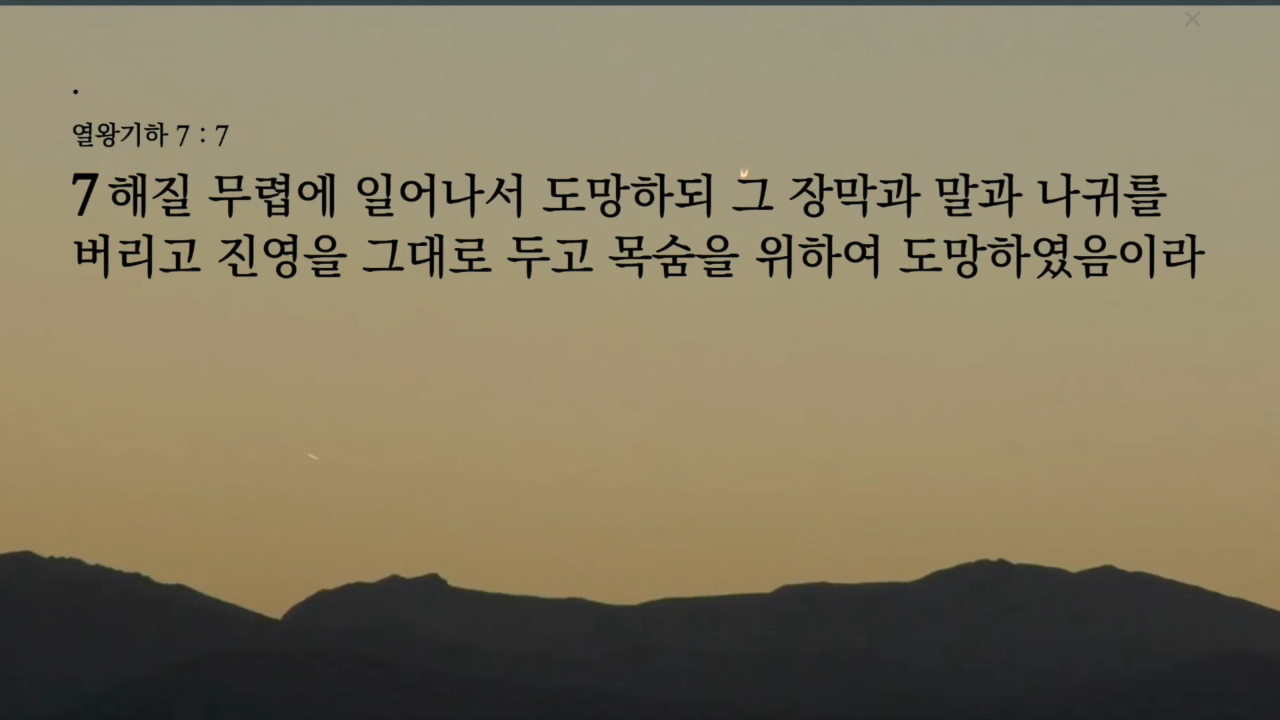 .
열왕기하 7 : 7
7 해질 무렵에 일어나서 도망하되 그 장막과 말과 나귀를
버리고 진영을 그대로 두고 목숨을 위하여 도망하였음이라